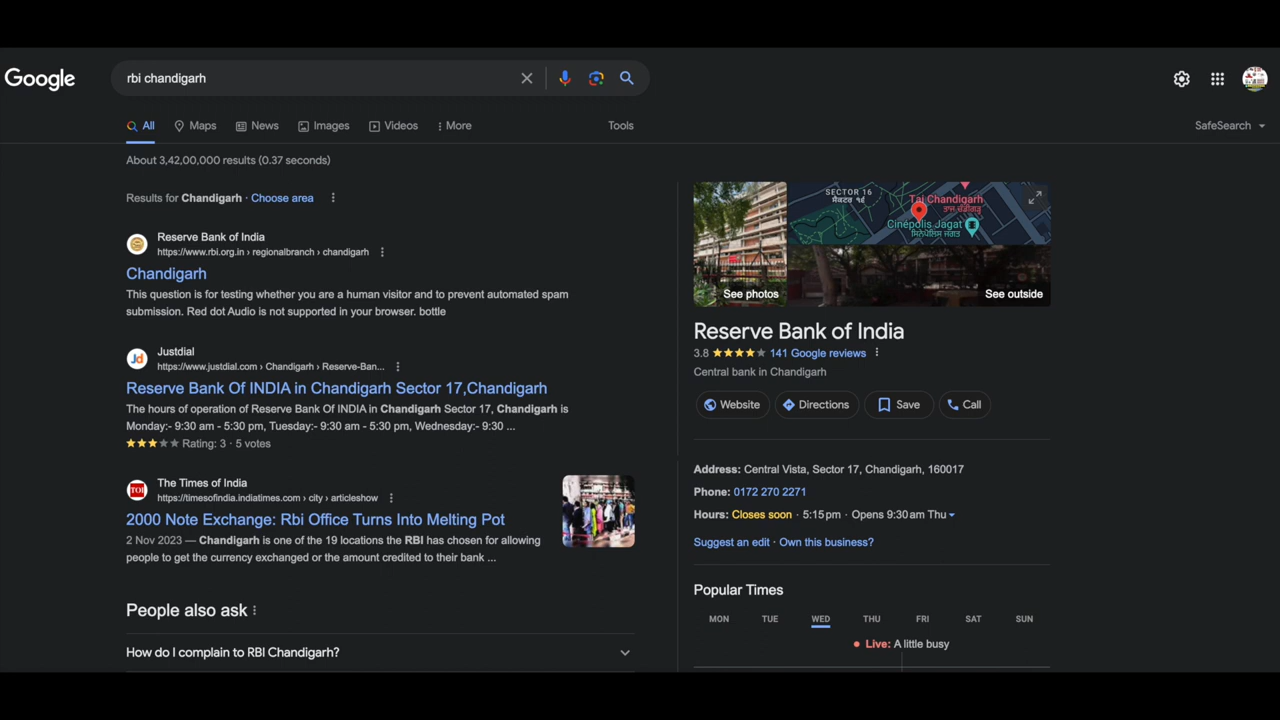 Google
rbi chandigarh
All
Maps
News
Images
Videos
More
Tools
SafeSearch
About 3,42,00,000 results (0.37 seconds)
Results for Chandigarh · Choose area
Reserve Bank of India
https://www.rbi.org.in › regionalbranch › chandigarh
Chandigarh
This question is for testing whether you are a human visitor and to prevent automated spam
submission. Red dot Audio is not supported in your browser. bottle
Jd
Justdial
https://www.justdial.com › Chandigarh › Reserve-Ban...
Reserve Bank Of INDIA in Chandigarh Sector 17,Chandigarh
The hours of operation of Reserve Bank Of INDIA in Chandigarh Sector 17, Chandigarh is
Monday:- 9:30 am - 5:30 pm, Tuesday:- 9:30 am - 5:30 pm, Wednesday:- 9:30 ...
Rating: 3 · 5 votes
TOI
The Times of India
https://timesofindia.indiatimes.com › city › articleshow
2000 Note Exchange: Rbi Office Turns Into Melting Pot
2 Nov 2023 — Chandigarh is one of the 19 locations the RBI has chosen for allowing
people to get the currency exchanged or the amount credited to their bank ...
People also ask
How do I complain to RBI Chandigarh?
SECTOR 16
ਸੈਕਟਰ ੧੬
Taj Chandigarh
ਤਾਜ ਚੰਡੀਗੜ੍ਹ
Cinépolis Jagat
ਸਿਨੇਪੋਲਿਸ ਜਗਤ
See photos
See outside
Reserve Bank of India
3.8
141 Google reviews
Central bank in Chandigarh
Website
Directions
Save
Call
Address: Central Vista, Sector 17, Chandigarh, 160017
Phone: 0172 270 2271
Hours: Closes soon · 5:15 pm · Opens 9:30 am Thu
Suggest an edit · Own this business?
Popular Times
MON TUE WED THU FRI SAT SUN
Live: A little busy